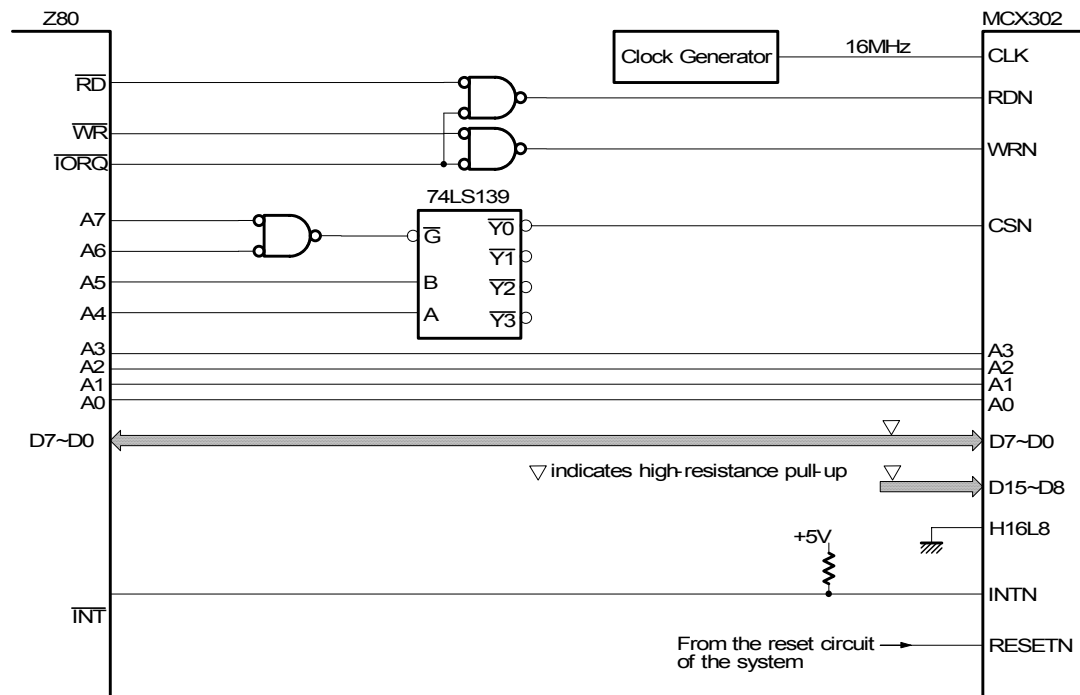 Z80
MCX302
Clock Generator
16MHz
CLK
RD
RDN
WR
WRN
IORQ
74LS139
A7
G
Y0
CSN
A6
Y1
A5
B
Y2
A4
A
Y3
A3
A3
A2
A2
A1
A1
A0
A0
D7~D0
D7~D0
▽ indicates high-resistance pull-up
D15~D8
H16L8
+5V
INTN
INT
From the reset circuit
of the system
RESETN